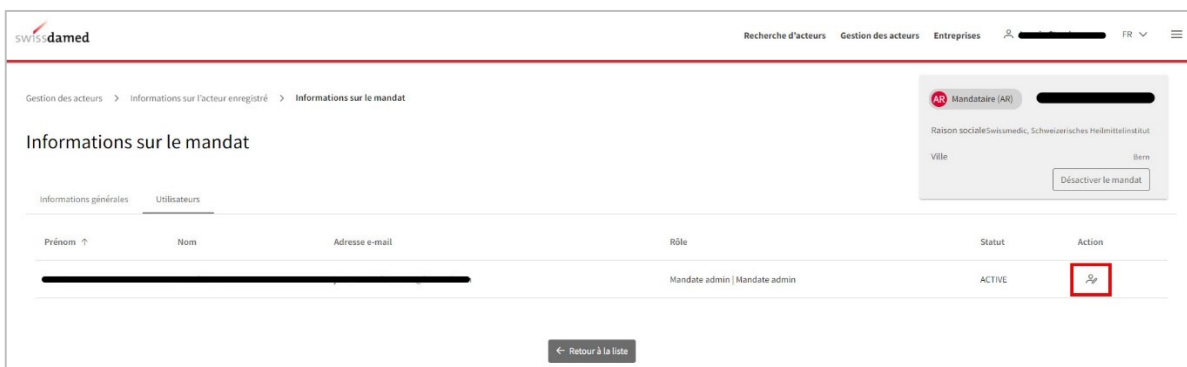 swissdamed
Recherche d'acteurs Gestion des acteurs Entreprises FR
Gestion des acteurs > Informations sur l'acteur enregistré > Informations sur le mandat
AR Mandataire (AR)
Informations sur le mandat
Raison sociale Swissmedic, Schweizerisches Heilmittelinstitut
Ville Bern
Désactiver le mandat
Informations générales Utilisateurs
Prénom ↑ Nom Adresse e-mail Rôle Statut Action
Mandate admin | Mandate admin ACTIVE
← Retour à la liste